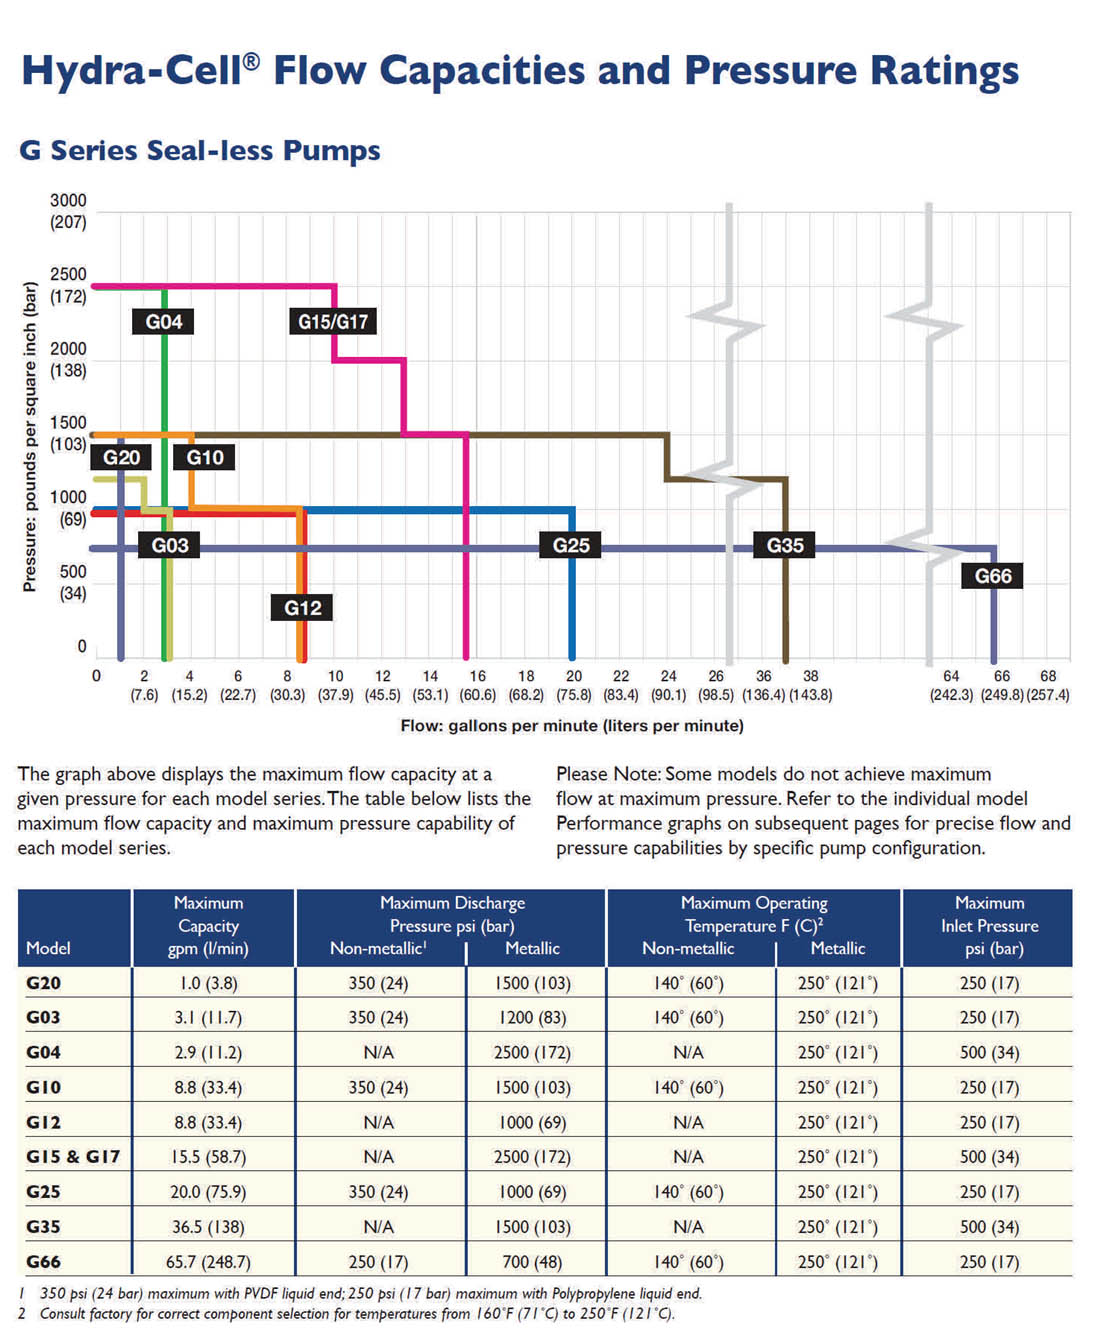 Hydra-Cell® Flow Capacities and Pressure Ratings
G Series Seal-less Pumps
Pressure: pounds per square inch (bar)
3000
(207)
2500
(172)
2000
(138)
1500
(103)
1000
(69)
500
(34)
0
G04
G15/G17
G20
G10
G03
G25
G35
G66
G12
0 2 4 6 8 10 12 14 16 18 20 22 24 26 36 38 64 66 68
(7.6) (15.2) (22.7) (30.3) (37.9) (45.5) (53.1) (60.6) (68.2) (75.8) (83.4) (90.1) (98.5) (136.4) (143.8) (242.3) (249.8) (257.4)
Flow: gallons per minute (liters per minute)
The graph above displays the maximum flow capacity at a
given pressure for each model series. The table below lists the
maximum flow capacity and maximum pressure capability of
each model series.
Please Note: Some models do not achieve maximum
flow at maximum pressure. Refer to the individual model
Performance graphs on subsequent pages for precise flow and
pressure capabilities by specific pump configuration.
Maximum Maximum Discharge Maximum Operating Maximum
Capacity Pressure psi (bar) Temperature F (C)2 Inlet Pressure
Model gpm (l/min) Non-metallic1 Metallic Non-metallic Metallic psi (bar)
G20 1.0 (3.8) 350 (24) 1500 (103) 140˚ (60˚) 250˚ (121˚) 250 (17)
G03 3.1 (11.7) 350 (24) 1200 (83) 140˚ (60˚) 250˚ (121˚) 250 (17)
G04 2.9 (11.2) N/A 2500 (172) N/A 250˚ (121˚) 500 (34)
G10 8.8 (33.4) 350 (24) 1500 (103) 140˚ (60˚) 250˚ (121˚) 250 (17)
G12 8.8 (33.4) N/A 1000 (69) N/A 250˚ (121˚) 250 (17)
G15 & G17 15.5 (58.7) N/A 2500 (172) N/A 250˚ (121˚) 500 (34)
G25 20.0 (75.9) 350 (24) 1000 (69) 140˚ (60˚) 250˚ (121˚) 250 (17)
G35 36.5 (138) N/A 1500 (103) N/A 250˚ (121˚) 500 (34)
G66 65.7 (248.7) 250 (17) 700 (48) 140˚ (60˚) 250˚ (121˚) 250 (17)
1 350 psi (24 bar) maximum with PVDF liquid end; 250 psi (17 bar) maximum with Polypropylene liquid end.
2 Consult factory for correct component selection for temperatures from 160˚F (71˚C) to 250˚F (121˚C).